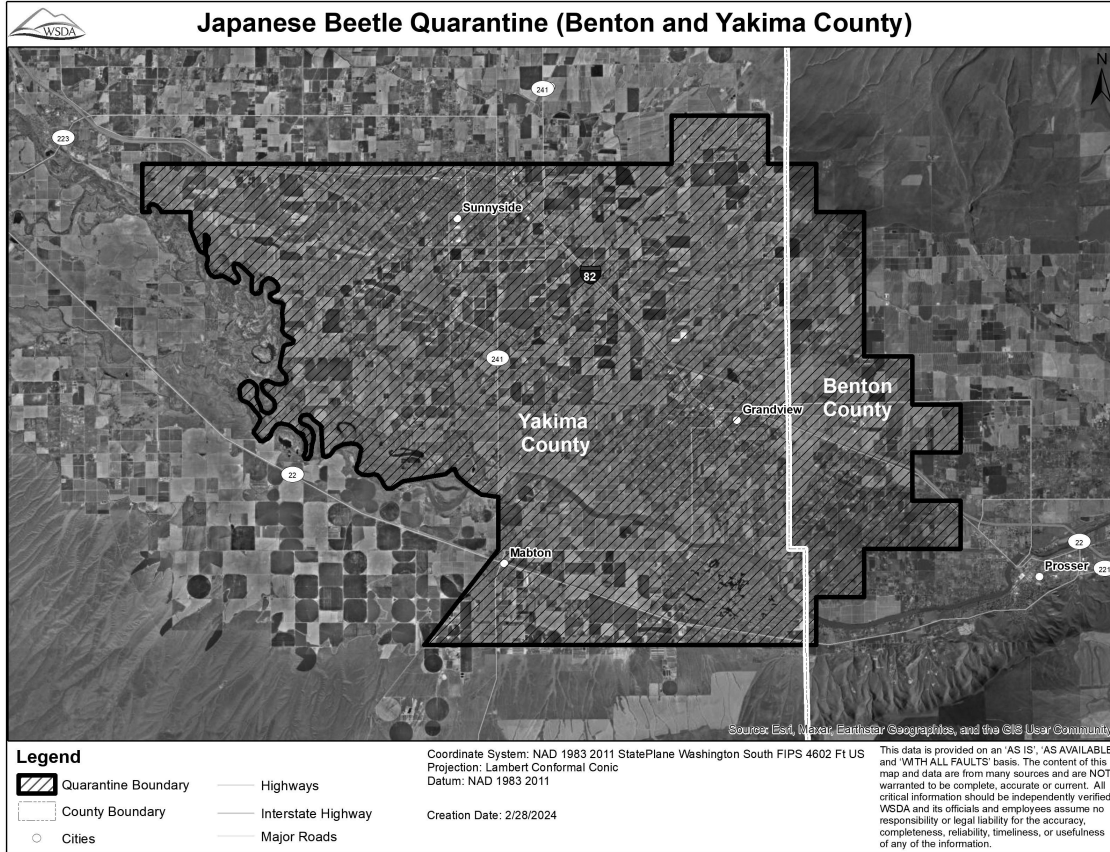 WSDA
Japanese Beetle Quarantine (Benton and Yakima County)
N
241
223
Sunnyside
82
241
Benton
County
Grandview
Yakima
County
22
Mabton
22
Prosser
221
Source: Esri, Maxar, Earthstar Geographics, and the GIS User Community
Legend
Quarantine Boundary
County Boundary
Cities
Highways
Interstate Highway
Major Roads
Coordinate System: NAD 1983 2011 StatePlane Washington South FIPS 4602 Ft US
Projection: Lambert Conformal Conic
Datum: NAD 1983 2011
Creation Date: 2/28/2024
This data is provided on an 'AS IS', 'AS AVAILABLE
and 'WITH ALL FAULTS' basis. The content of this
map and data are from many sources and are NOT
warranted to be complete, accurate or current. All
critical information should be independently verified
WSDA and its officials and employees assume no
responsibility or legal liability for the accuracy,
completeness, reliability, timeliness, or usefulness
of any of the information.